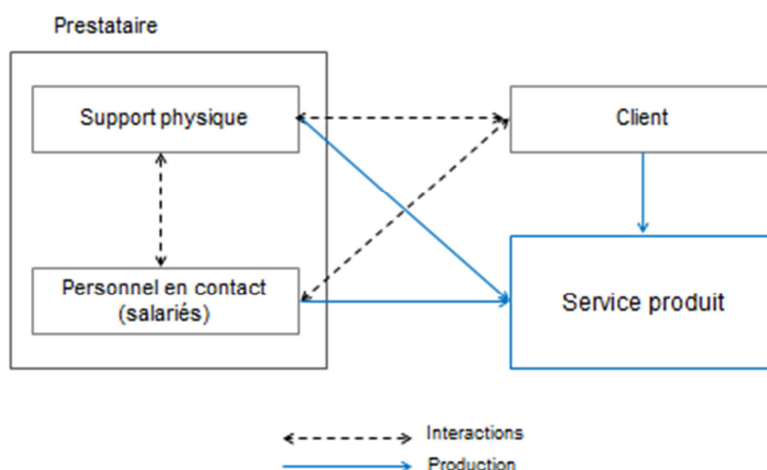 Prestataire
Support physique
Client
Personnel en contact
(salariés)
Service produit
Interactions
Production